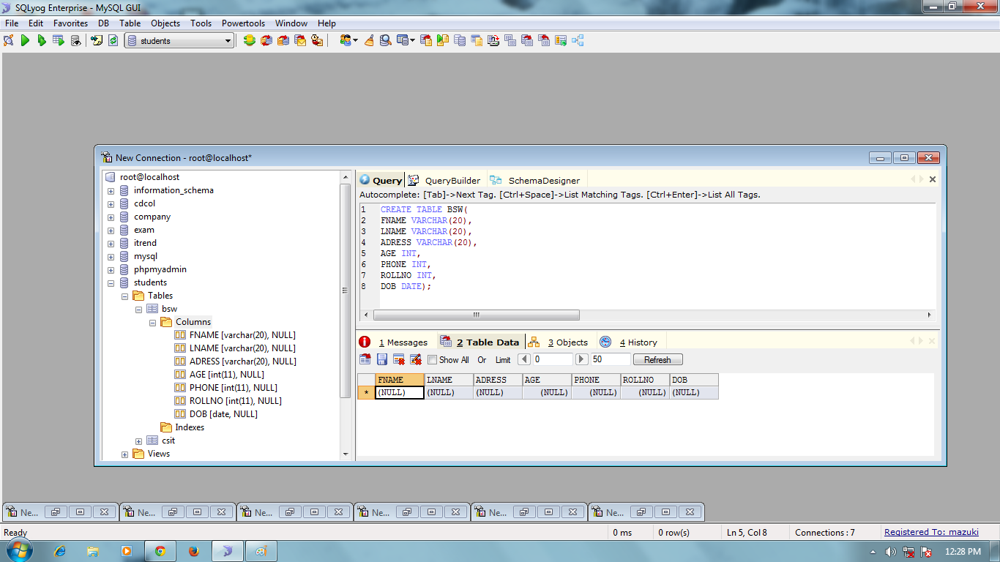 SQLyog Enterprise - MySQL GUI
File Edit Favorites DB Table Objects Tools Powertools Window Help
students
New Connection - root@localhost*
root@localhost
information_schema
cdcol
company
exam
itrend
mysql
phpmyadmin
students
Tables
bsw
Columns
FNAME [varchar(20), NULL]
LNAME [varchar(20), NULL]
ADRESS [varchar(20), NULL]
AGE [int(11), NULL]
PHONE [int(11), NULL]
ROLLNO [int(11), NULL]
DOB [date, NULL]
Indexes
csit
Views
Query QueryBuilder SchemaDesigner
Autocomplete: [Tab]->Next Tag. [Ctrl+Space]->List Matching Tags. [Ctrl+Enter]->List All Tags.
1 CREATE TABLE BSW(
2 FNAME VARCHAR(20),
3 LNAME VARCHAR(20),
4 ADRESS VARCHAR(20),
5 AGE INT,
6 PHONE INT,
7 ROLLNO INT,
8 DOB DATE);
1 Messages 2 Table Data 3 Objects 4 History
Show All Or Limit 0 50 Refresh
FNAME LNAME ADRESS AGE PHONE ROLLNO DOB
* (NULL) (NULL) (NULL) (NULL) (NULL) (NULL) (NULL)
Ne... Ne... Ne... Ne... Ne... Ne...
Ready 0 ms 0 row(s) Ln 5, Col 8 Connections : 7 Registered To: mazuki
12:28 PM